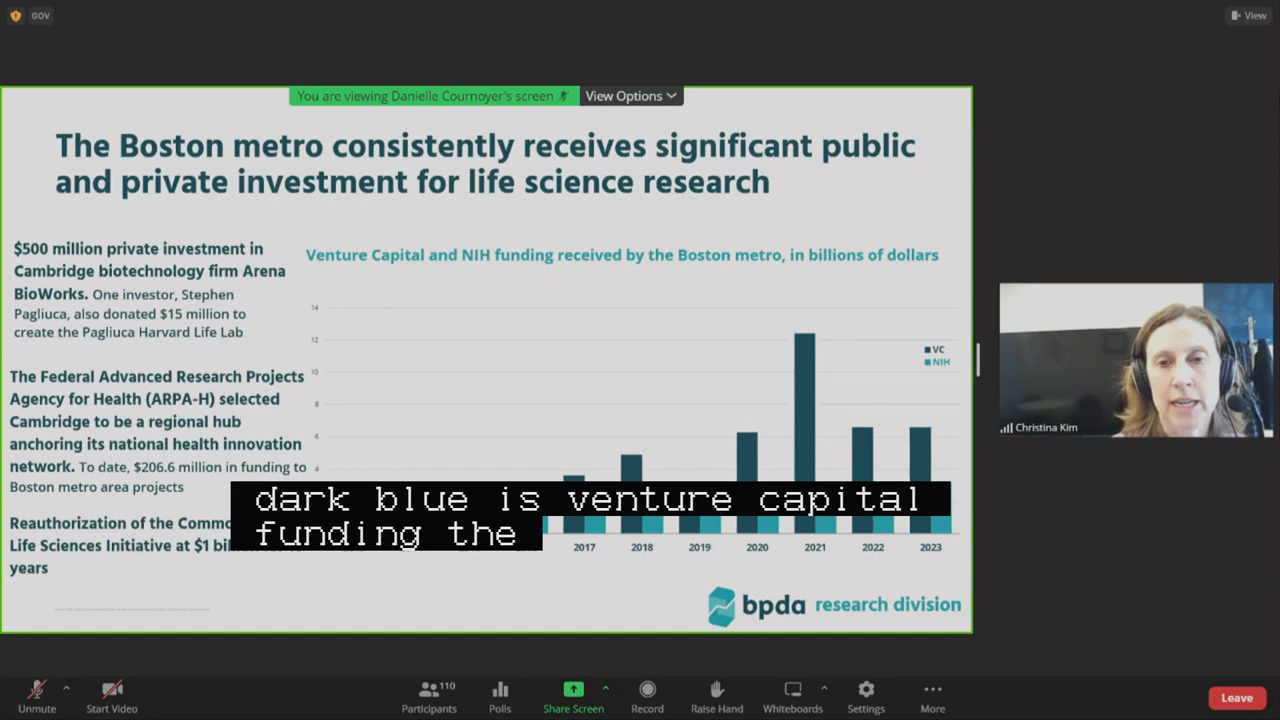 GOV
View
You are viewing Danielle Cournoyer's screen
View Options
The Boston metro consistently receives significant public
and private investment for life science research
$500 million private investment in
Cambridge biotechnology firm Arena
BioWorks. One investor, Stephen
Pagliuca, also donated $15 million to
create the Pagliuca Harvard Life Lab
The Federal Advanced Research Projects
Agency for Health (ARPA-H) selected
Cambridge to be a regional hub
anchoring its national health innovation
network. To date, $206.6 million in funding to
Boston metro area projects
Reauthorization of the
Life Sciences Initiative at $1
years
Venture Capital and NIH funding received by the Boston metro, in billions of dollars
14
12
10
8
6
4
VC
NIH
2017 2018 2019 2020 2021 2022 2023
dark blue is venture capital
funding the
bpda research division
Christina Kim
Unmute
Start Video
Participants 110
Polls
Share Screen
Record
Raise Hand
Whiteboards
Settings
More
Leave